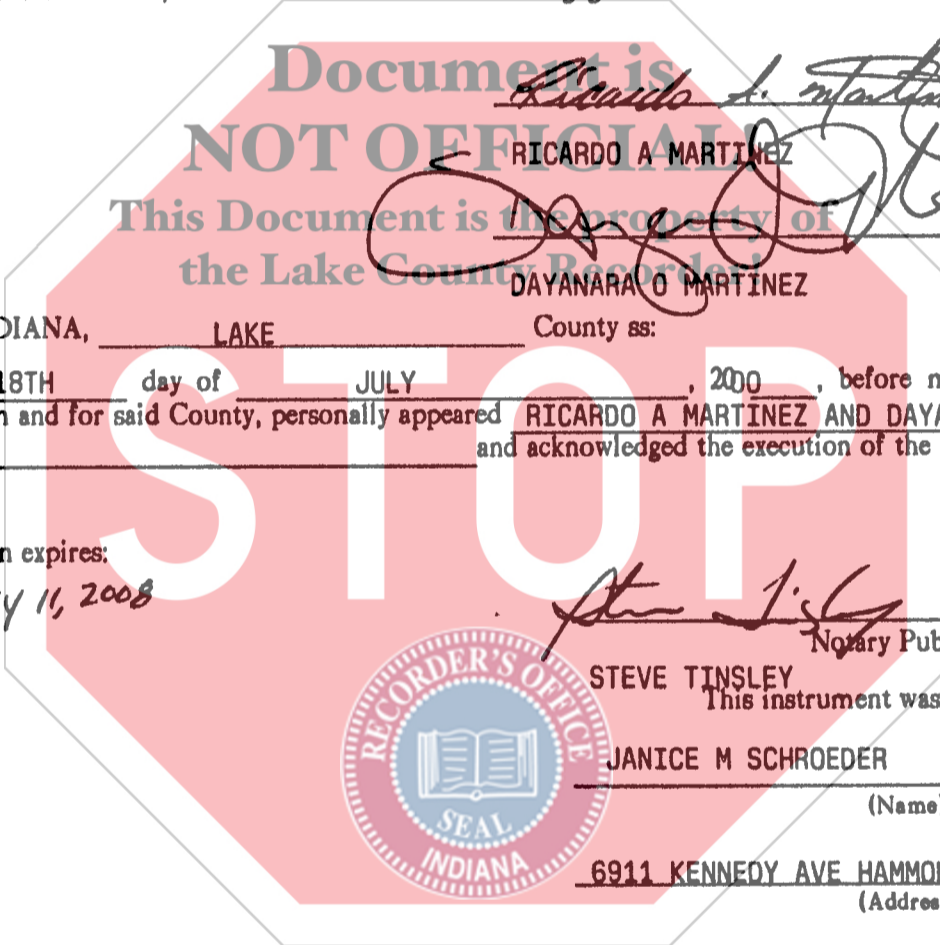 Document is
Ricardo A. Martin
NOT OFFICIAL!
RICARDO A MARTINEZ
This Document is the property of
the Lake County Recorder!
DAYANARA O MARTINEZ
DIANA, LAKE County ss:
18TH day of JULY, 2000, before m
n and for said County, personally appeared RICARDO A MARTINEZ AND DAYA
and acknowledged the execution of the
STOP
n expires:
y 11, 2008
Notary Pub
STEVE TINSLEY
This instrument was
JANICE M SCHROEDER
(Name
6911 KENNEDY AVE HAMMO
(Addres
RECORDER'S OFFICE
SEAL
INDIANA